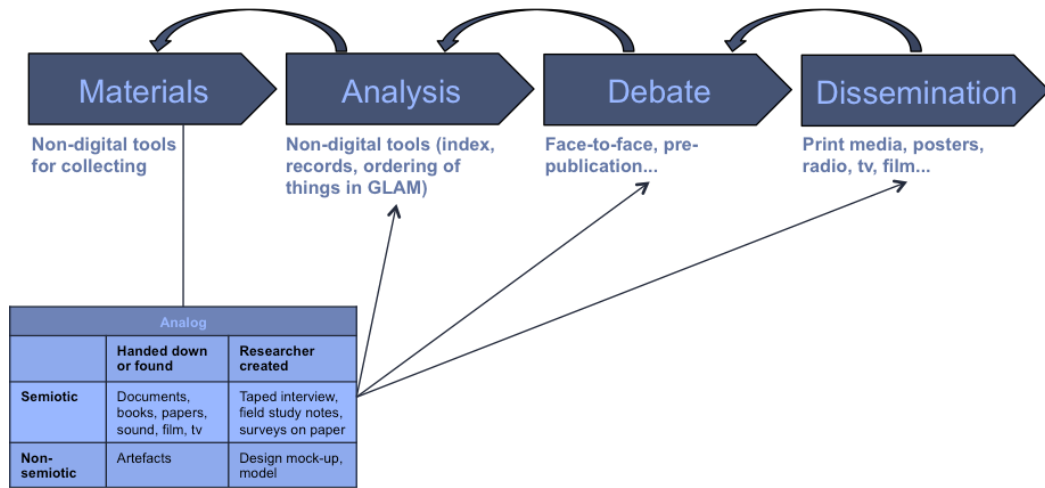 Materials
Analysis
Debate
Dissemination
Non-digital tools
for collecting
Non-digital tools (index,
records, ordering of
things in GLAM)
Face-to-face, pre-
publication...
Print media, posters,
radio, tv, film...
Analog
Handed down
or found
Researcher
created
Semiotic
Documents,
books, papers,
sound, film, tv
Taped interview,
field study notes,
surveys on paper
Non-
semiotic
Artefacts
Design mock-up,
model